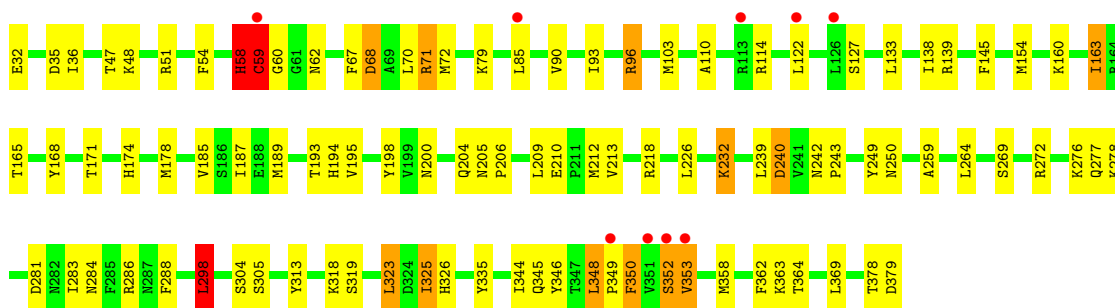 E32 D35 I36 T47 K48 R51 F54 H58 C59 G60 G61 N62 F67 D68 A69 L70 R71 M72 K79 L85 V90 I93 R96 M103 A110 R113 R114 L122 L126 S127 L133 I138 R139 F145 M154 K160 I163
T165 Y168 T171 H174 M178 V185 S186 I187 E188 M189 T193 H194 V195 Y198 V199 N200 Q204 N205 P206 L209 E210 P211 M212 V213 R218 L226 K232 L239 D240 V241 N242 P243 Y249 N250 A259 L264 S269 R272 K276 Q277
D281 N282 I283 N284 F285 R286 N287 F288 L298 S304 S305 Y313 K318 S319 L323 D324 I325 H326 Y335 I344 Q345 Y346 T347 L348 P349 F350 V351 S352 V353 M358 F362 K363 T364 L369 T378 D379